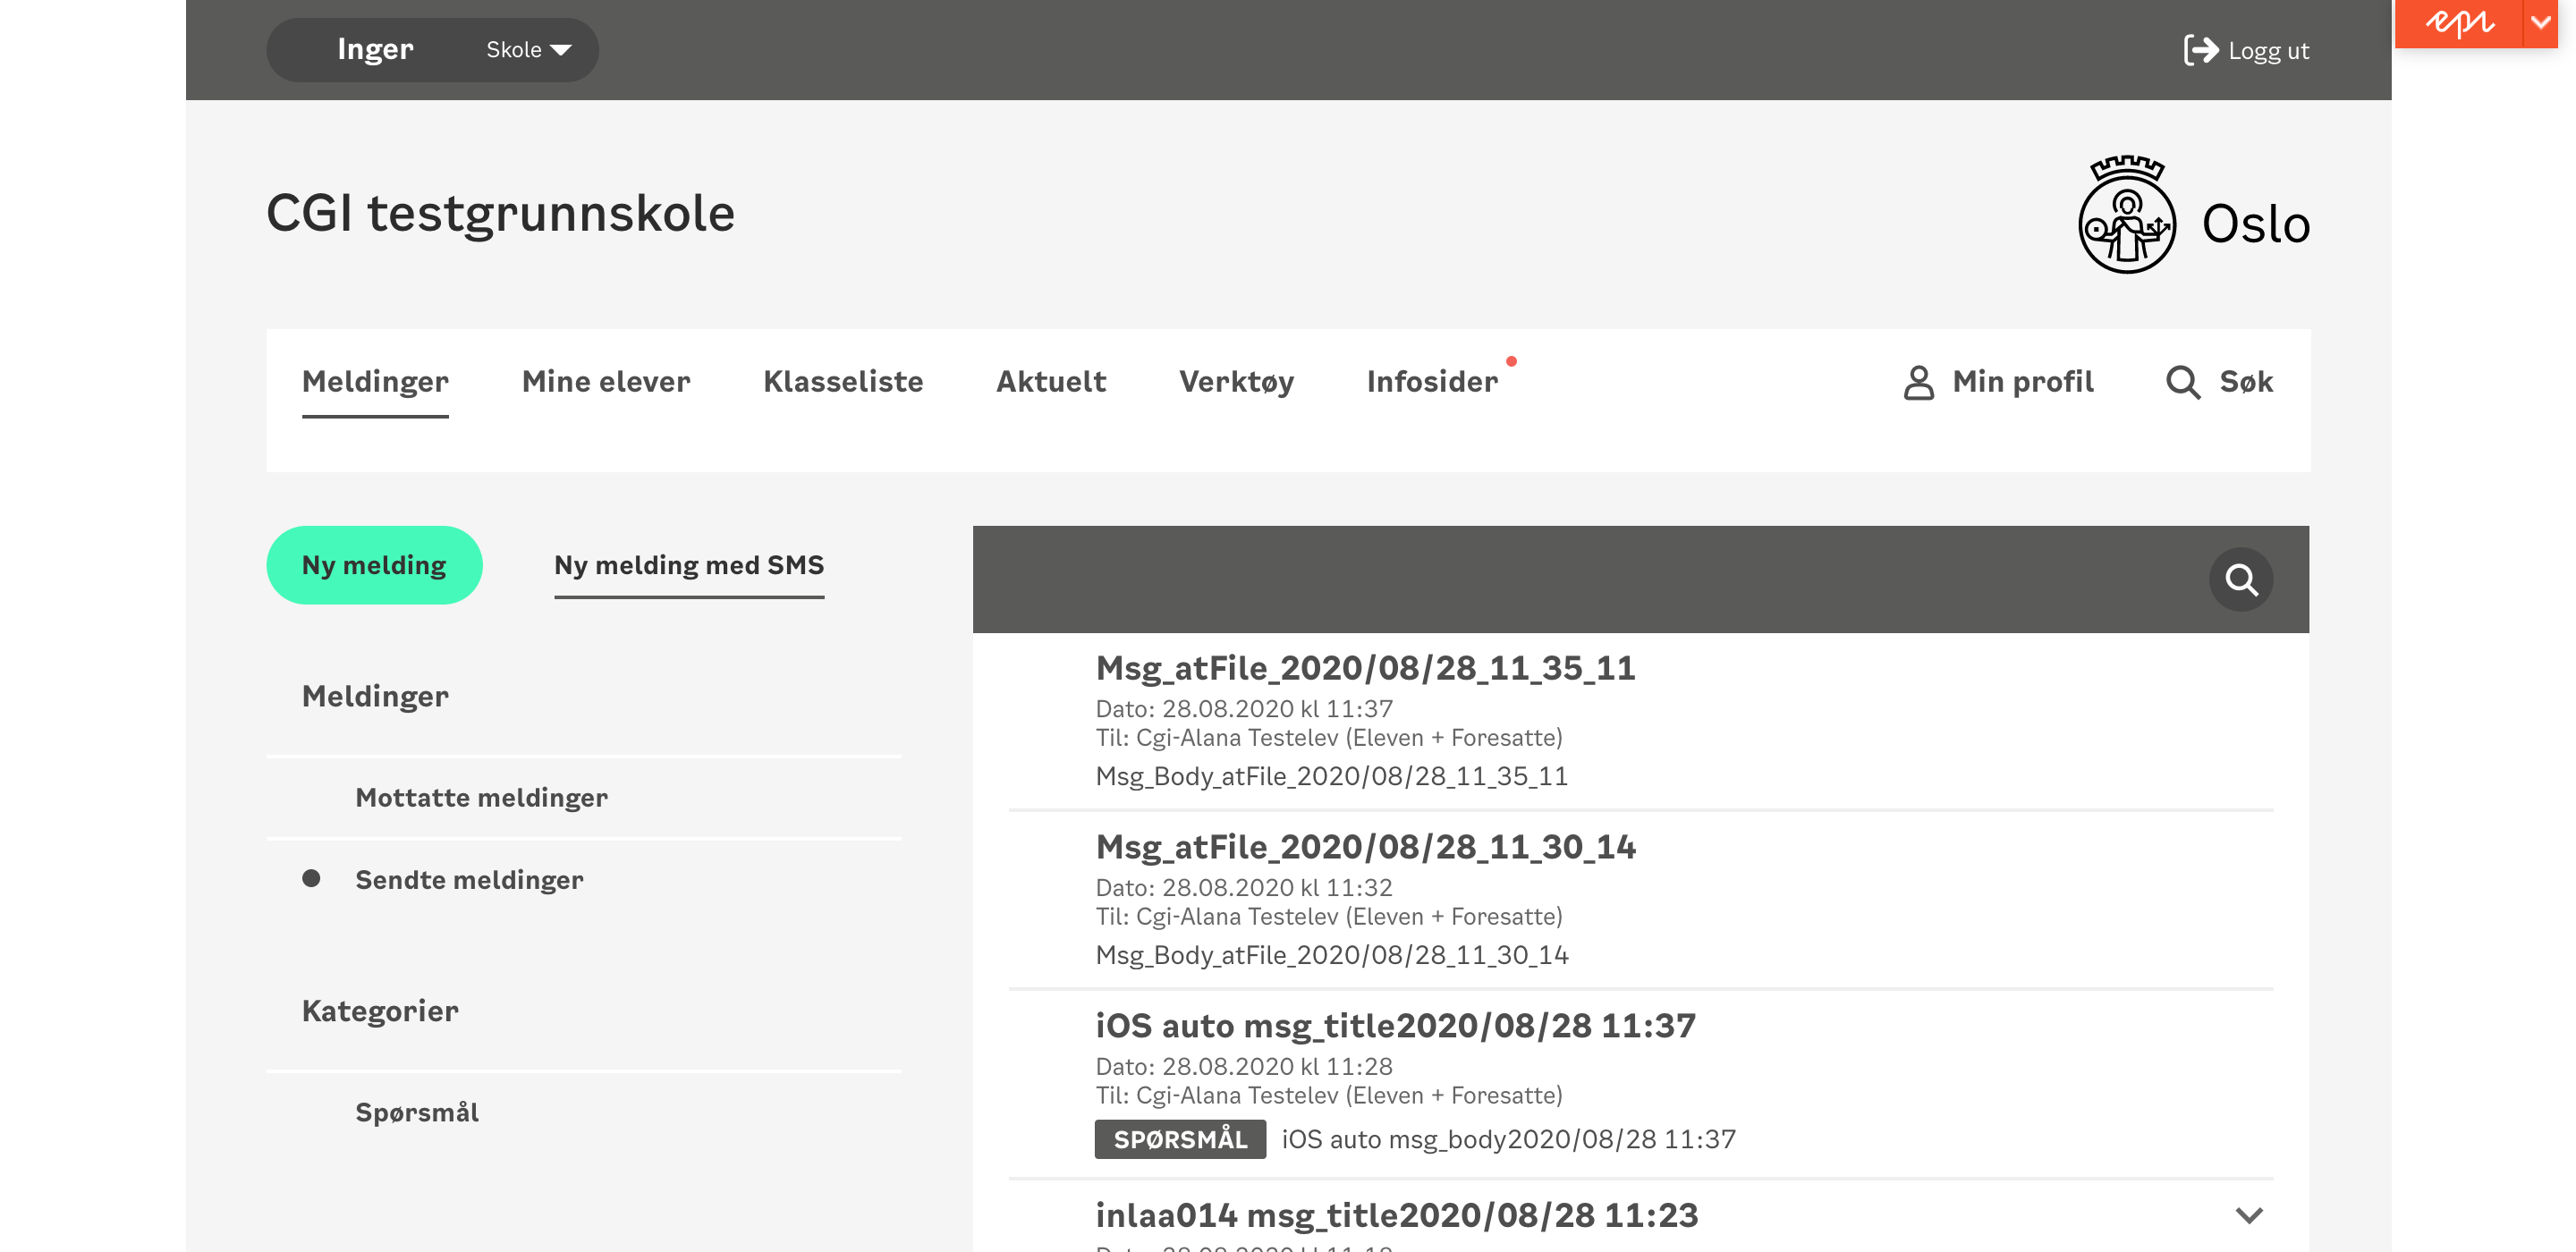 Inger
Skole
Logg ut
epi
CGI testgrunnskole
Oslo
Meldinger
Mine elever
Klasseliste
Aktuelt
Verktøy
Infosider
Min profil
Søk
Ny melding
Ny melding med SMS
Meldinger
Mottatte meldinger
Sendte meldinger
Kategorier
Spørsmål
Msg_atFile_2020/08/28_11_35_11
Dato: 28.08.2020 kl 11:37
Til: Cgi-Alana Testelev (Eleven + Foresatte)
Msg_Body_atFile_2020/08/28_11_35_11
Msg_atFile_2020/08/28_11_30_14
Dato: 28.08.2020 kl 11:32
Til: Cgi-Alana Testelev (Eleven + Foresatte)
Msg_Body_atFile_2020/08/28_11_30_14
iOS auto msg_title2020/08/28 11:37
Dato: 28.08.2020 kl 11:28
Til: Cgi-Alana Testelev (Eleven + Foresatte)
SPØRSMÅL iOS auto msg_body2020/08/28 11:37
inlaa014 msg_title2020/08/28 11:23